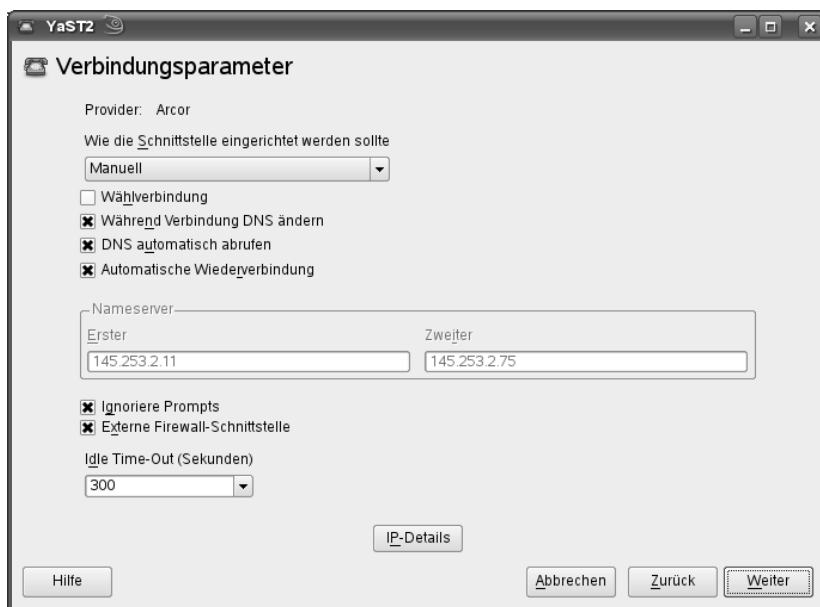 YaST2
Verbindungsparameter
Provider: Arcor
Wie die Schnittstelle eingerichtet werden sollte
Manuell
Wählverbindung
Während Verbindung DNS ändern
DNS automatisch abrufen
Automatische Wiederverbindung
Nameserver
Erster Zweiter
145.253.2.11 145.253.2.75
Ignoriere Prompts
Externe Firewall-Schnittstelle
Idle Time-Out (Sekunden)
300
IP-Details
Hilfe Abbrechen Zurück Weiter